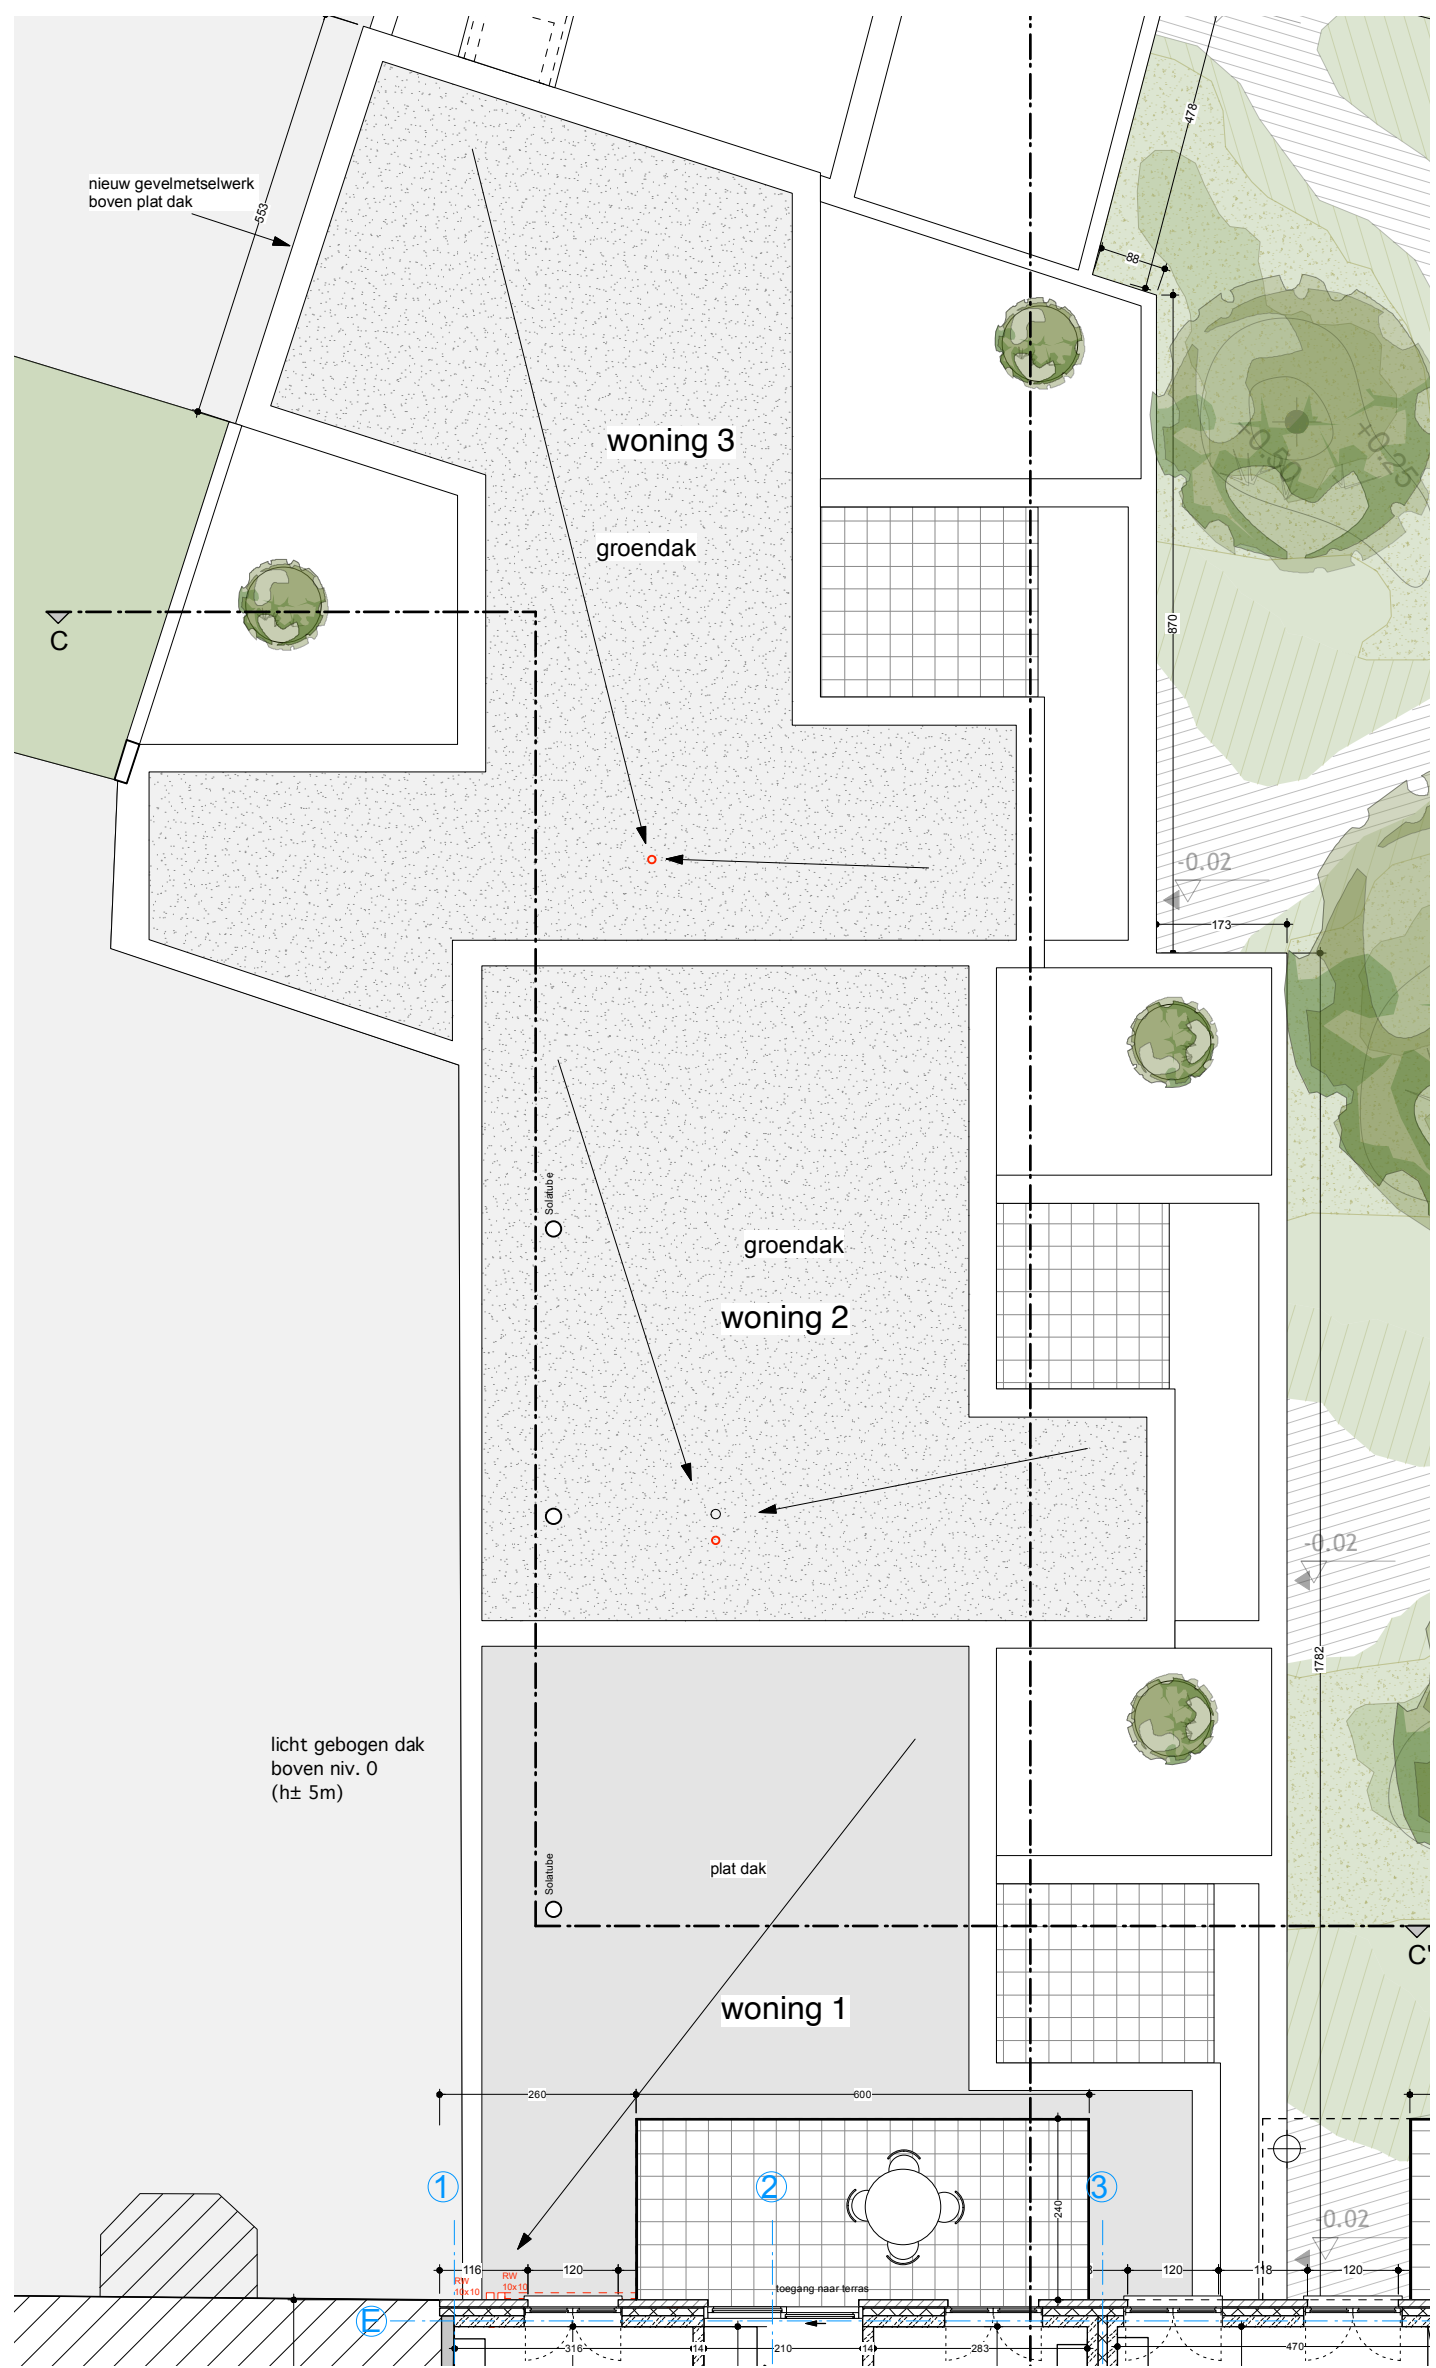 478
nieuw gevelmetselwerk
boven plat dak
553
88
woning 3
+0.50
+0.25
groendak
C
870
-0.02
173
Solatube
groendak
woning 2
-0.02
1782
licht gebogen dak
boven niv. 0
(h± 5m)
Solatube
plat dak
C'
woning 1
260
600
1
2
3
240
-0.02
116
120
120
118
120
RW
10x10
RW
10x10
toegang naar terras
E
316
14
210
14
283
470